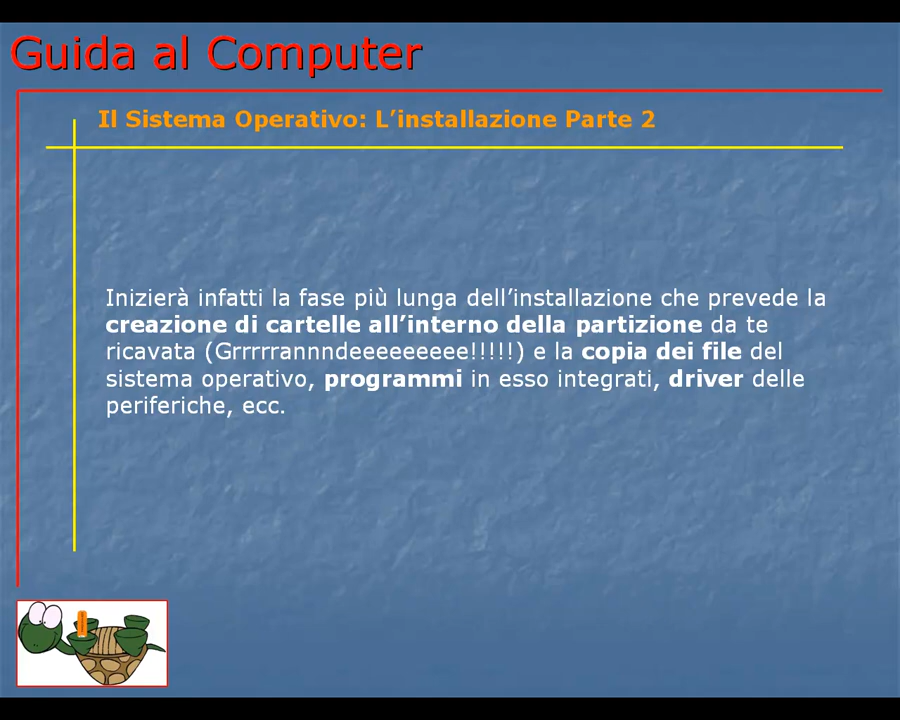 Guida al Computer
Il Sistema Operativo: L’installazione Parte 2
Inizierà infatti la fase più lunga dell’installazione che prevede la
creazione di cartelle all’interno della partizione da te
ricavata (Grrrrrannndeeeeeeeee!!!!!) e la copia dei file del
sistema operativo, programmi in esso integrati, driver delle
periferiche, ecc.